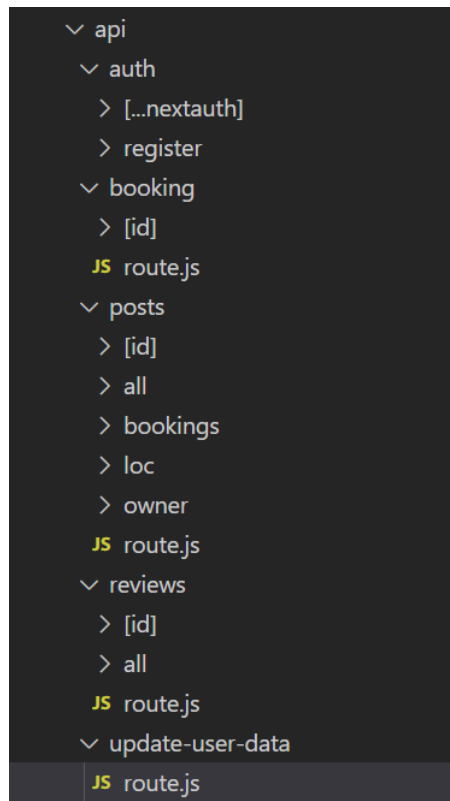 api
auth
[...nextauth]
register
booking
[id]
JS route.js
posts
[id]
all
bookings
loc
owner
JS route.js
reviews
[id]
all
JS route.js
update-user-data
JS route.js